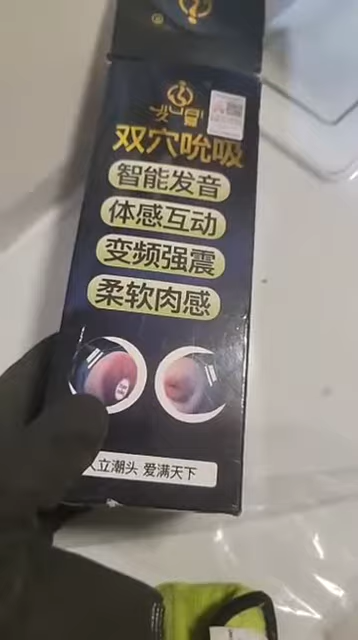 双穴吮吸
智能发音
体感互动
变频强震
柔软肉感
人立潮头 爱满天下